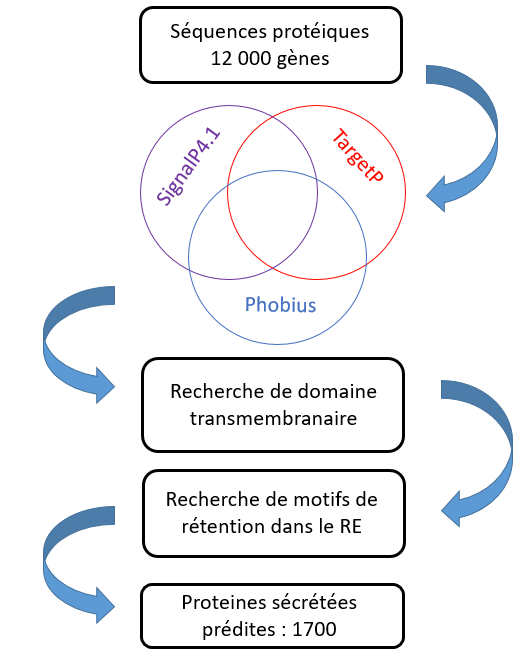 Séquences protéiques
12 000 gènes
SignalP4.1
TargetP
Phobius
Recherche de domaine
transmembranaire
Recherche de motifs de
rétention dans le RE
Proteines sécrétées
prédites : 1700